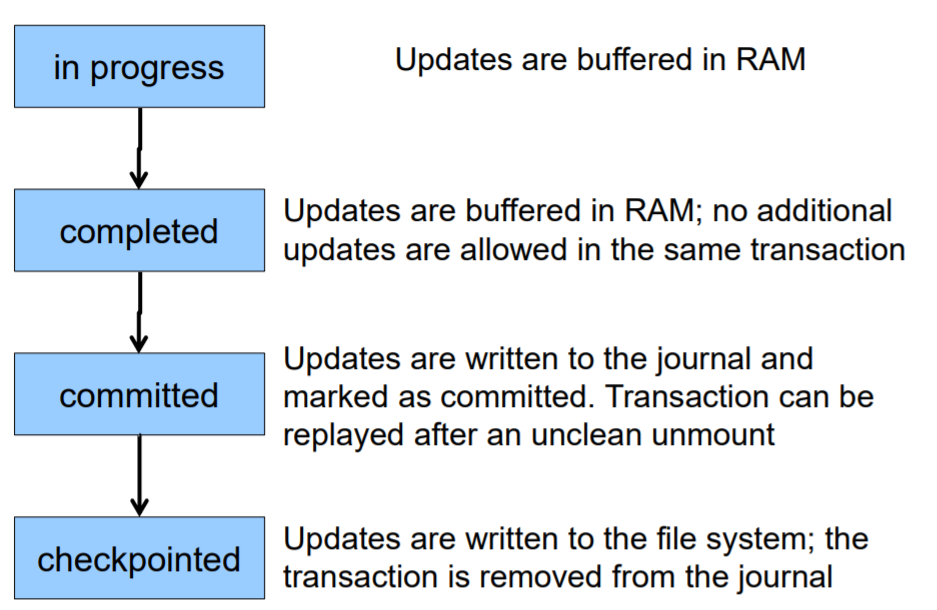 in progress
Updates are buffered in RAM
completed
Updates are buffered in RAM; no additional
updates are allowed in the same transaction
committed
Updates are written to the journal and
marked as committed. Transaction can be
replayed after an unclean unmount
checkpointed
Updates are written to the file system; the
transaction is removed from the journal